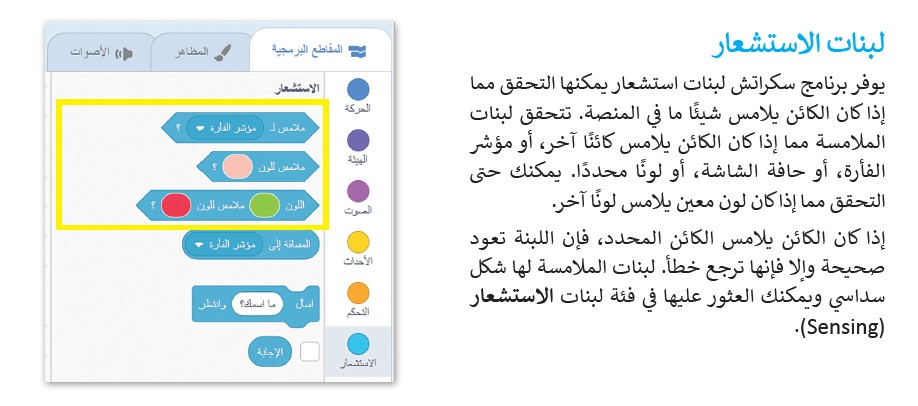 لبنات الاستشعار
يوفر برنامج سكراتش لبنات استشعار يمكنها التحقق مما
إذا كان الكائن يلامس شيئًا ما في المنصة. تتحقق لبنات
الملامسة مما إذا كان الكائن يلامس كائنًا آخر، أو مؤشر
الفأرة، أو حافة الشاشة، أو لونًا محددًا. يمكنك حتى
التحقق مما إذا كان لون معين يلامس لونًا آخر.
إذا كان الكائن يلامس الكائن المحدد، فإن اللبنة تعود
صحيحة وإلا فإنها ترجع خطأ. لبنات الملامسة لها شكل
سداسي ويمكنك العثور عليها في فئة لبنات الاستشعار
(Sensing).
المقاطع البرمجية
المظاهر
الأصوات
الحركة
الهيئة
الصوت
الأحداث
التحكم
الاستشعار
الاستشعار
ملامس لـ مؤشر الفأرة ؟
ملامس للون ؟
اللون ملامس للون ؟
المسافة إلى مؤشر الفأرة
اسأل ما اسمك؟ وانتظر
الإجابة